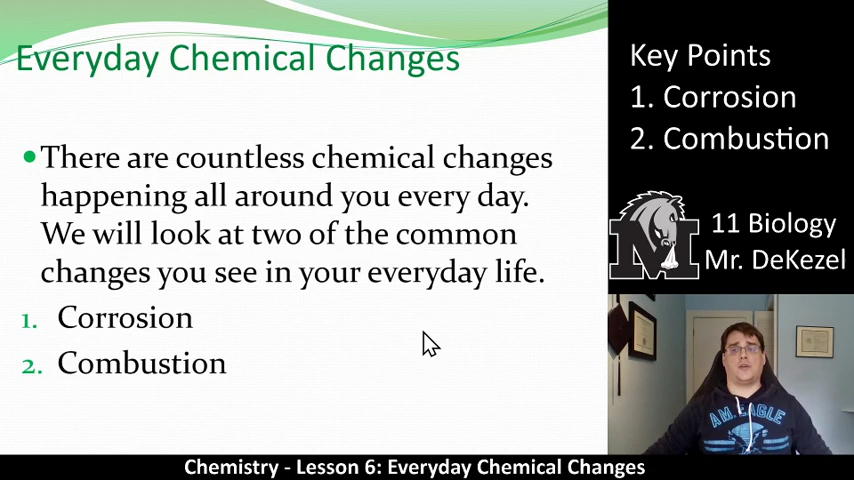 Everyday Chemical Changes
There are countless chemical changes
happening all around you every day.
We will look at two of the common
changes you see in your everyday life.
1. Corrosion
2. Combustion
Key Points
1. Corrosion
2. Combustion
M
11 Biology
Mr. DeKezel
AM. EAGLE
Chemistry - Lesson 6: Everyday Chemical Changes